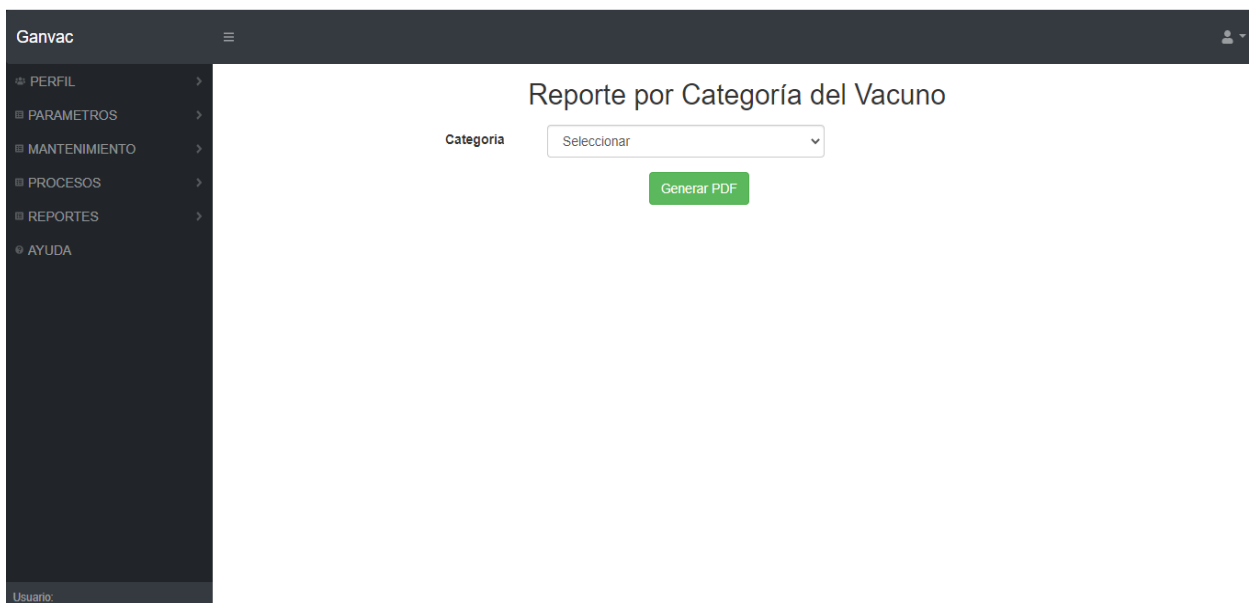 Ganvac
PERFIL
PARAMETROS
MANTENIMIENTO
PROCESOS
REPORTES
AYUDA
Usuario:
Reporte por Categoría del Vacuno
Categoria
Seleccionar
Generar PDF